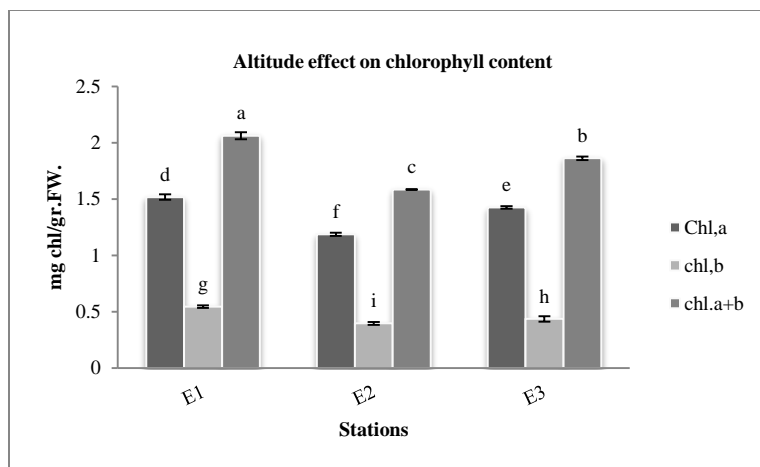 Altitude effect on chlorophyll content
mg chl/gr.FW.
2.5
2
1.5
1
0.5
0
d
g
a
f
i
c
e
h
b
E1
E2
E3
Stations
Chl,a
chl,b
chl.a+b